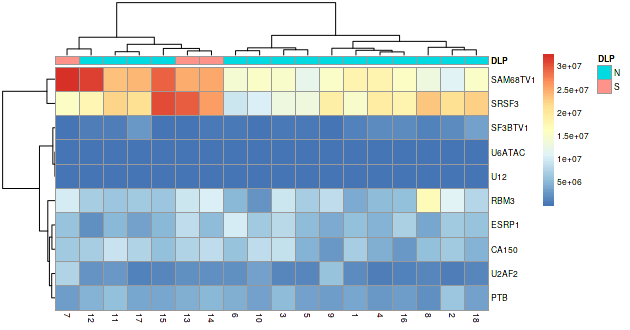 DLP
SAM68TV1
SRSF3
SF3BTV1
U6ATAC
U12
RBM3
ESRP1
CA150
U2AF2
PTB
7 12 11 17 15 13 14 6 10 3 5 9 1 4 16 8 2 18
3e+07
2.5e+07
2e+07
1.5e+07
1e+07
5e+06
DLP
N
S